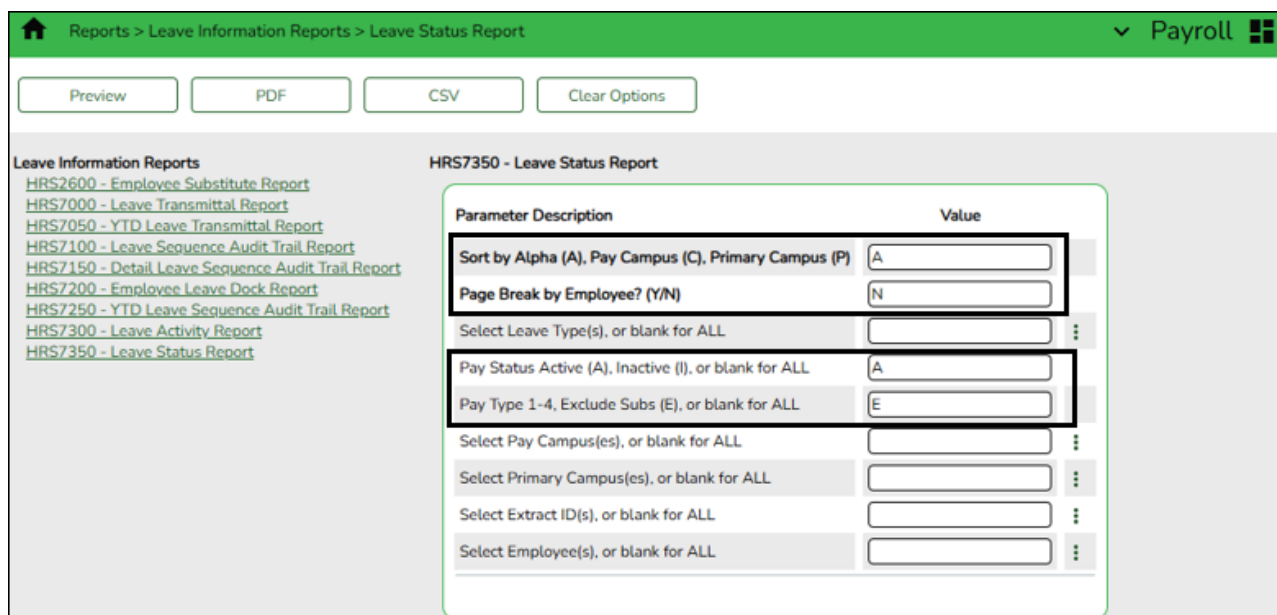 Reports > Leave Information Reports > Leave Status Report
Payroll
Preview
PDF
CSV
Clear Options
Leave Information Reports
HRS2600 - Employee Substitute Report
HRS7000 - Leave Transmittal Report
HRS7050 - YTD Leave Transmittal Report
HRS7100 - Leave Sequence Audit Trail Report
HRS7150 - Detail Leave Sequence Audit Trail Report
HRS7200 - Employee Leave Dock Report
HRS7250 - YTD Leave Sequence Audit Trail Report
HRS7300 - Leave Activity Report
HRS7350 - Leave Status Report
HRS7350 - Leave Status Report
Parameter Description Value
Sort by Alpha (A), Pay Campus (C), Primary Campus (P) A
Page Break by Employee? (Y/N) N
Select Leave Type(s), or blank for ALL
Pay Status Active (A), Inactive (I), or blank for ALL A
Pay Type 1-4, Exclude Subs (E), or blank for ALL E
Select Pay Campus(es), or blank for ALL
Select Primary Campus(es), or blank for ALL
Select Extract ID(s), or blank for ALL
Select Employee(s), or blank for ALL